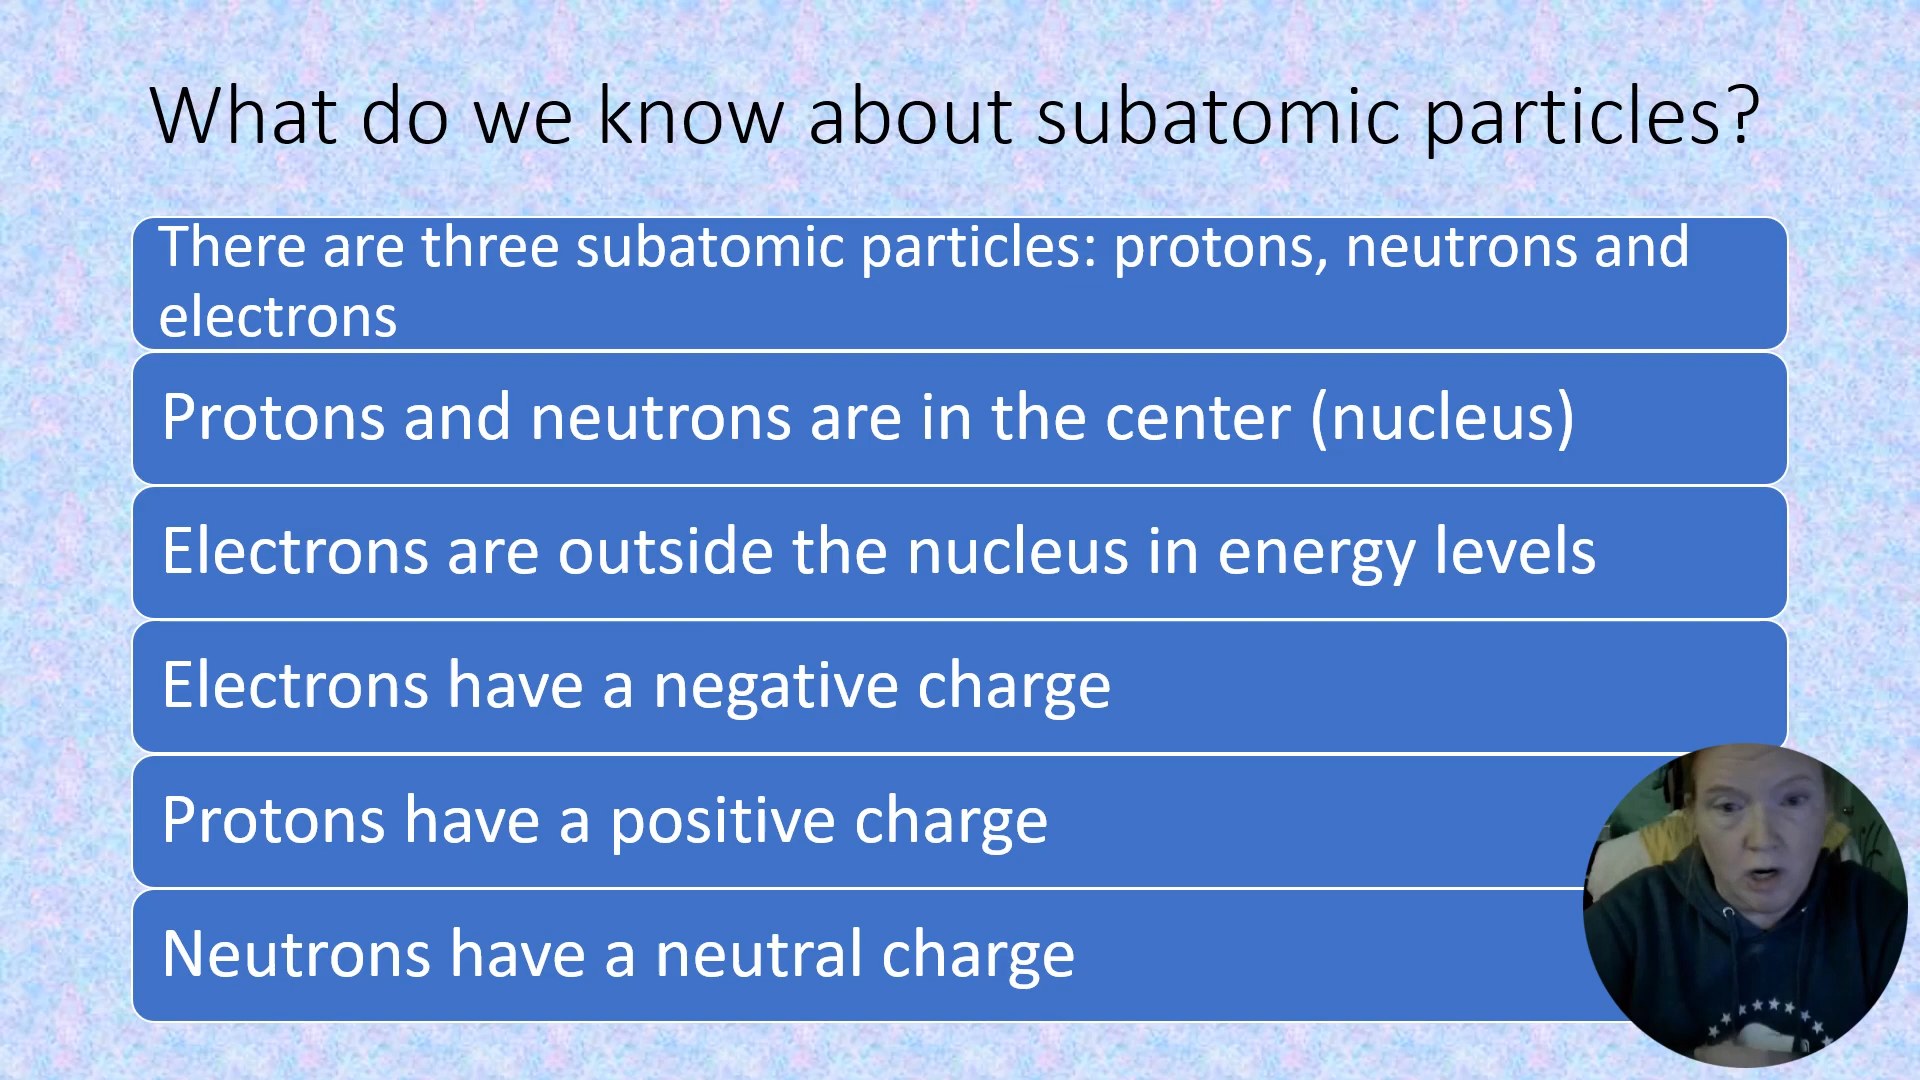 What do we know about subatomic particles?
There are three subatomic particles: protons, neutrons and
electrons
Protons and neutrons are in the center (nucleus)
Electrons are outside the nucleus in energy levels
Electrons have a negative charge
Protons have a positive charge
Neutrons have a neutral charge